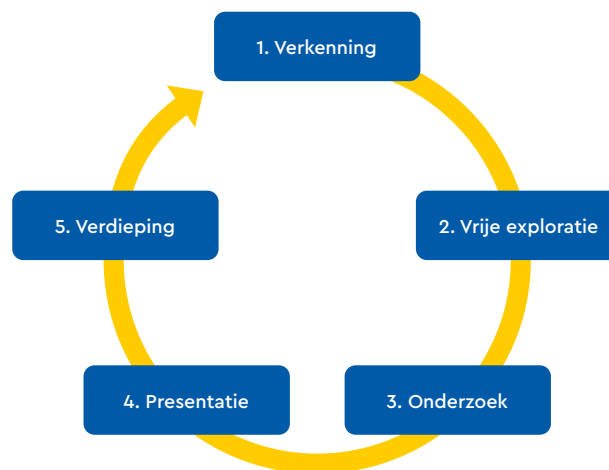 1. Verkenning
2. Vrije exploratie
3. Onderzoek
4. Presentatie
5. Verdieping